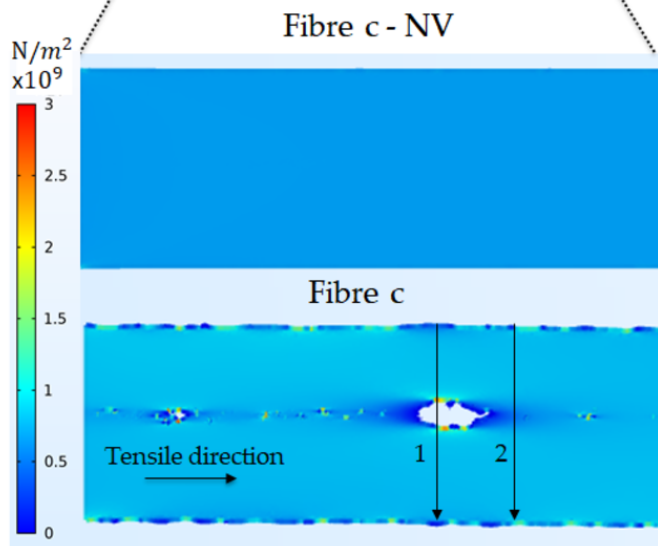 Fibre c - NV
N/m²
x10⁹
3
2.5
2
1.5
1
0.5
0
Fibre c
Tensile direction
1
2